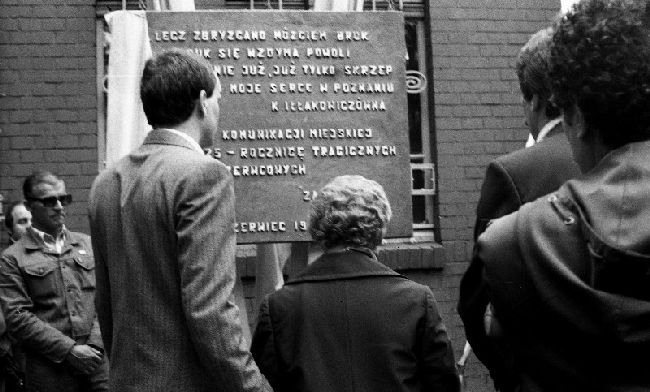 LECZ ZBRYZGANO MÓZGIEM BRUK
BRUK SIĘ WZDYMA POWOLI
NIE JUŻ, JUŻ TYLKO SKRZEP
MOJE SERCE W POZNANIU
K IŁŁAKOWICZÓWNA
KOMUNIKACJI MIEJSKIEJ
25 - ROCZNICĘ TRAGICZNYCH
CZERWCOWYCH
ZA
CZERWIEC 19